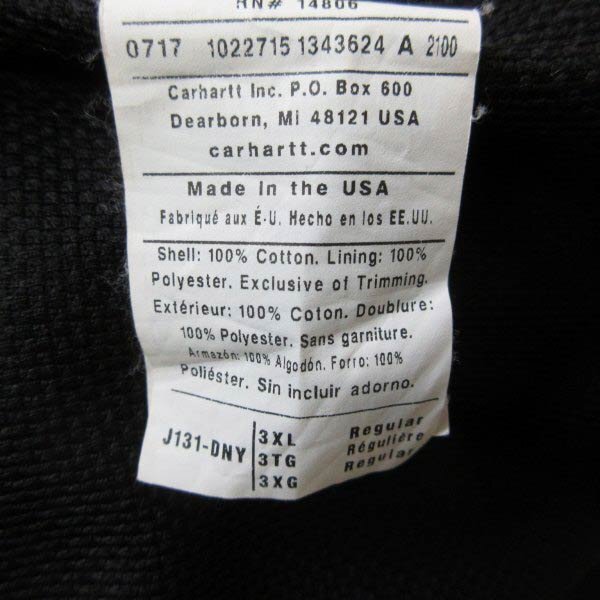 RN# 14806
0717 1022715 1343624 A 2100
Carhartt Inc. P.O. Box 600
Dearborn, Mi 48121 USA
carhartt.com
Made In the USA
Fabriqué aux É-U. Hecho en los EE.UU.
Shell: 100% Cotton. Lining: 100%
Polyester. Exclusive of Trimming.
Extérieur: 100% Coton. Doublure:
100% Polyester. Sans garniture.
Armazón: 100% Algodón. Forro: 100%
Poliéster. Sin incluir adorno.
J131-DNY 3XL Regular
3TG Régulière
3XG Regular